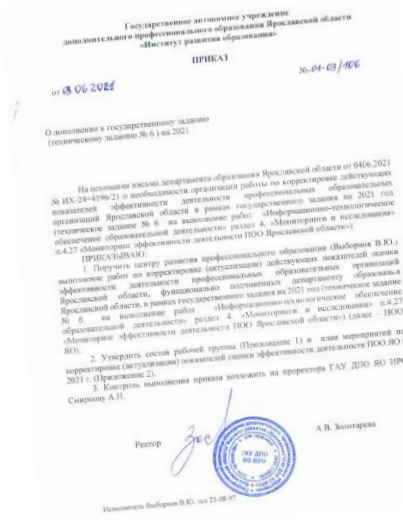 Государственное автономное учреждение
дополнительного профессионального образования Ярославской области
«Институт развития образования»
ПРИКАЗ
от 03.06.2021
№ 01-03/106
О дополнении к государственному заданию
(техническому заданию № 6 ) на 2021
На основания письма департамента образования Ярославской области от 0406.2021
№ ИХ-24-4196/21 о необходимости организации работы по корректировке действующих
показателей эффективности деятельности профессиональных образовательных
организаций Ярославской области в рамках государственного задания на 2021 год
(техническое задание № 6 на выполнение работ «Информационно-технологическое
обеспечение образовательной деятельности» раздел 4. «Мониторинги и исследования»
п.4.27 «Мониторинг эффективности деятельности ПОО Ярославской области»)
ПРИКАЗЫВАЮ:
1. Поручить центру развития профессионального образования (Выборнов В.Ю.)
выполнение работ по корректировке (актуализации) действующих показателей оценки
эффективности деятельности профессиональных образовательных организаций
Ярославской области, функционально подчиненных департаменту образования
Ярославской области, в рамках государственного задания на 2021 год (техническое задание
№ 6 на выполнение работ «Информационно-технологическое обеспечение
образовательной деятельности» раздел 4. «Мониторинги и исследования» п.4.27
«Мониторинг эффективности деятельности ПОО Ярославской области») (далее – ПОО
ЯО).
2. Утвердить состав рабочей группы (Приложение 1) и план мероприятий по
корректировке (актуализации) показателей оценки эффективности деятельности ПОО ЯО
2021 г. (Приложение 2).
3. Контроль выполнения приказа возложить на проректора ГАУ ДПО ЯО ИРО
Смирнову А.Н.
Ректор
А.В. Золотарева
ГАУ ДПО
ЯО ИРО
Исполнитель Выборнов В.Ю. тел 23-08-97